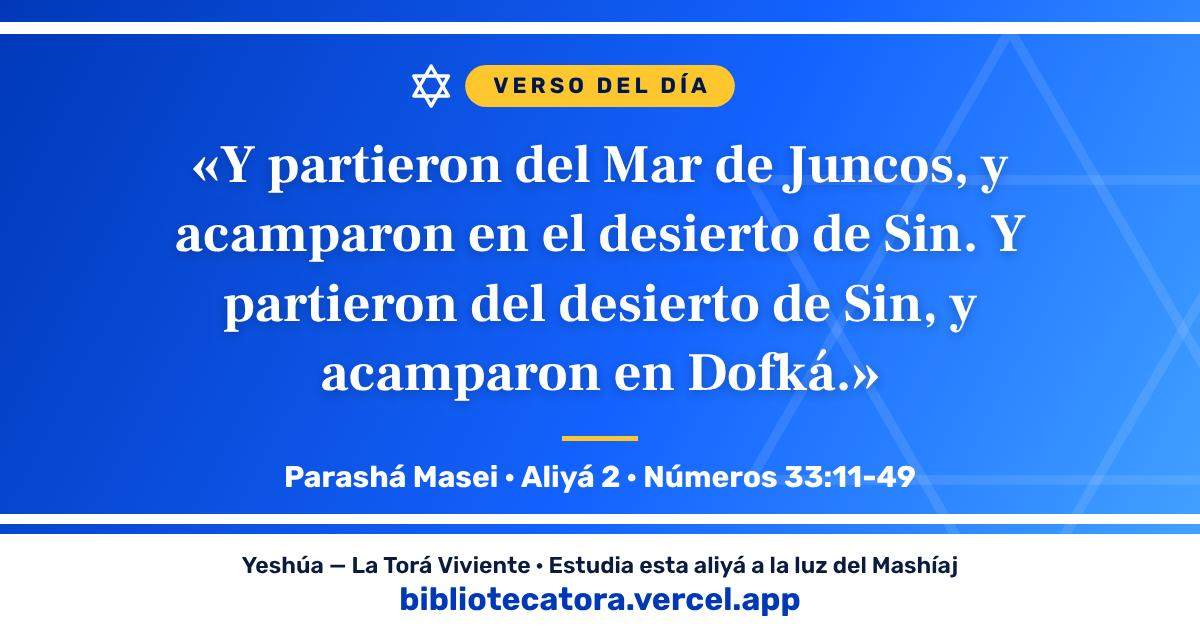 VERSO DEL DÍA
«Y partieron del Mar de Juncos, y
acamparon en el desierto de Sin. Y
partieron del desierto de Sin, y
acamparon en Dofká.»
Parashá Masei • Aliyá 2 • Números 33:11-49
Yeshúa — La Torá Viviente • Estudia esta aliyá a la luz del Mashíaj
bibliotecatora.vercel.app